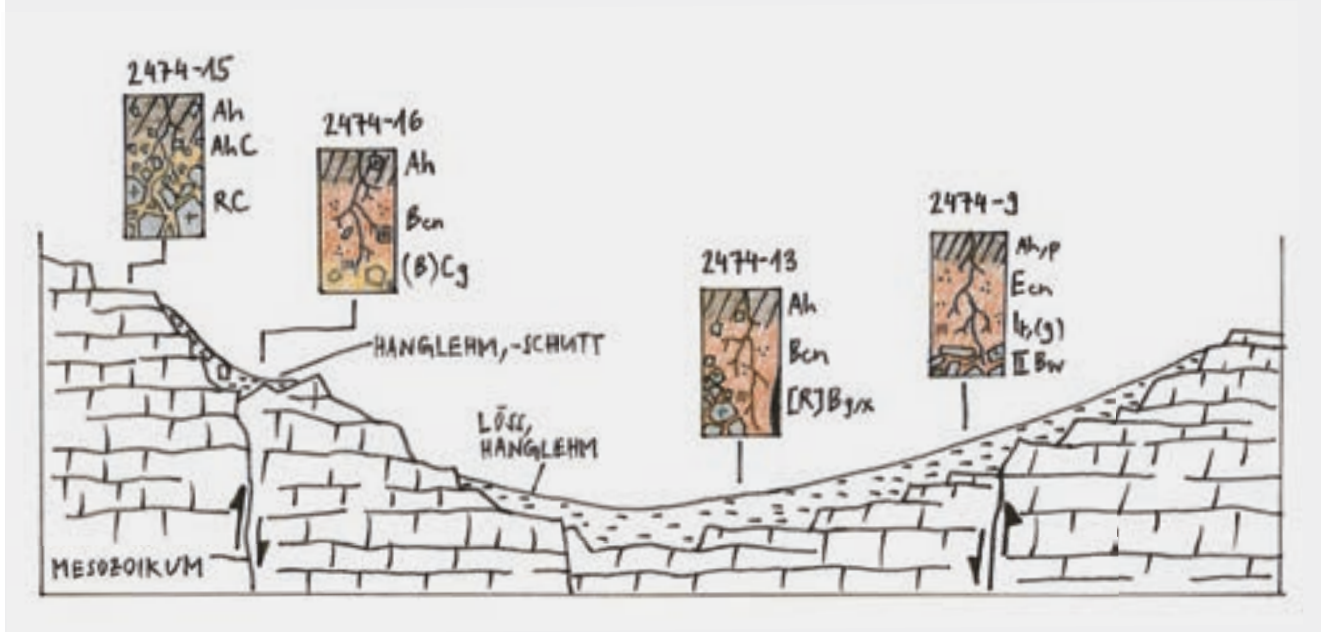 2474-15
Ah
AhC
RC
2474-16
Ah
Bcn
(B)Cg
2474-13
Ah
Bcn
[R]Bg,x
2474-9
Ah,p
Ecn
It,(g)
II Bw
HANGLEHM,-SCHUTT
LÖSS,
HANGLEHM
MESOZOIKUM